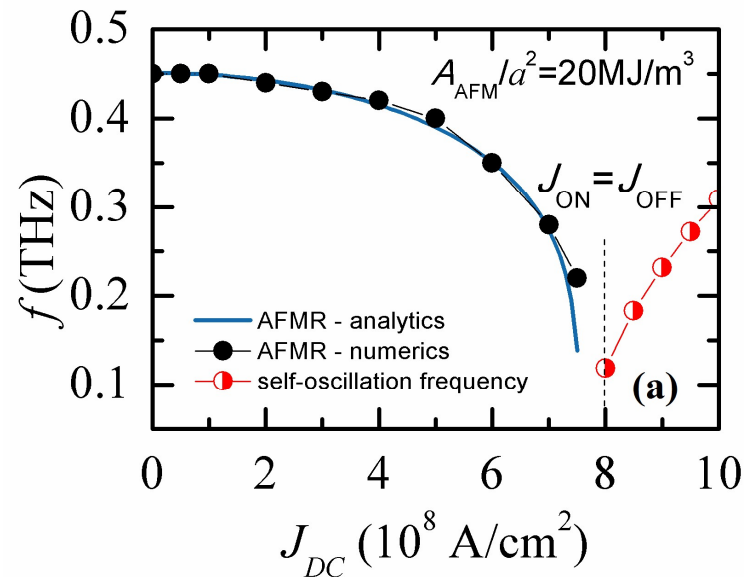 0.5
0.4
0.3
0.2
0.1
f (THz)
A_AFM/a²=20MJ/m³
J_ON=J_OFF
AFMR - analytics
AFMR - numerics
self-oscillation frequency
(a)
0 2 4 6 8 10
J_DC (10⁸ A/cm²)